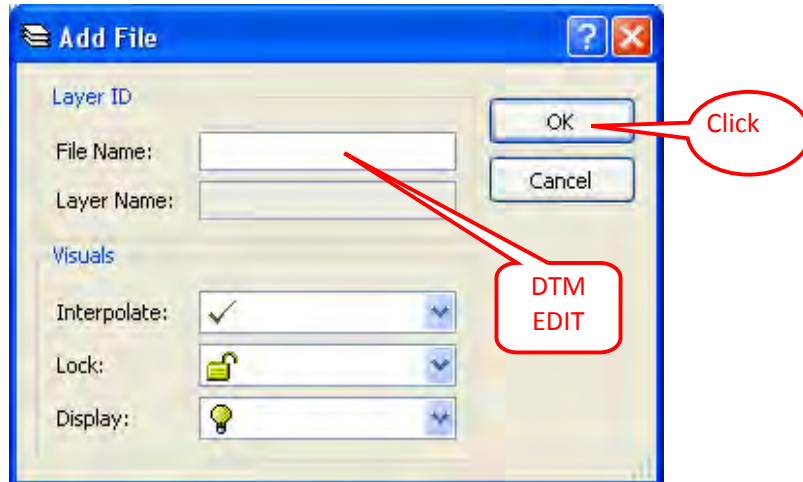 Add File
Layer ID
File Name:
Layer Name:
OK
Cancel
Click
Visuals
Interpolate:
Lock:
Display:
DTM
EDIT